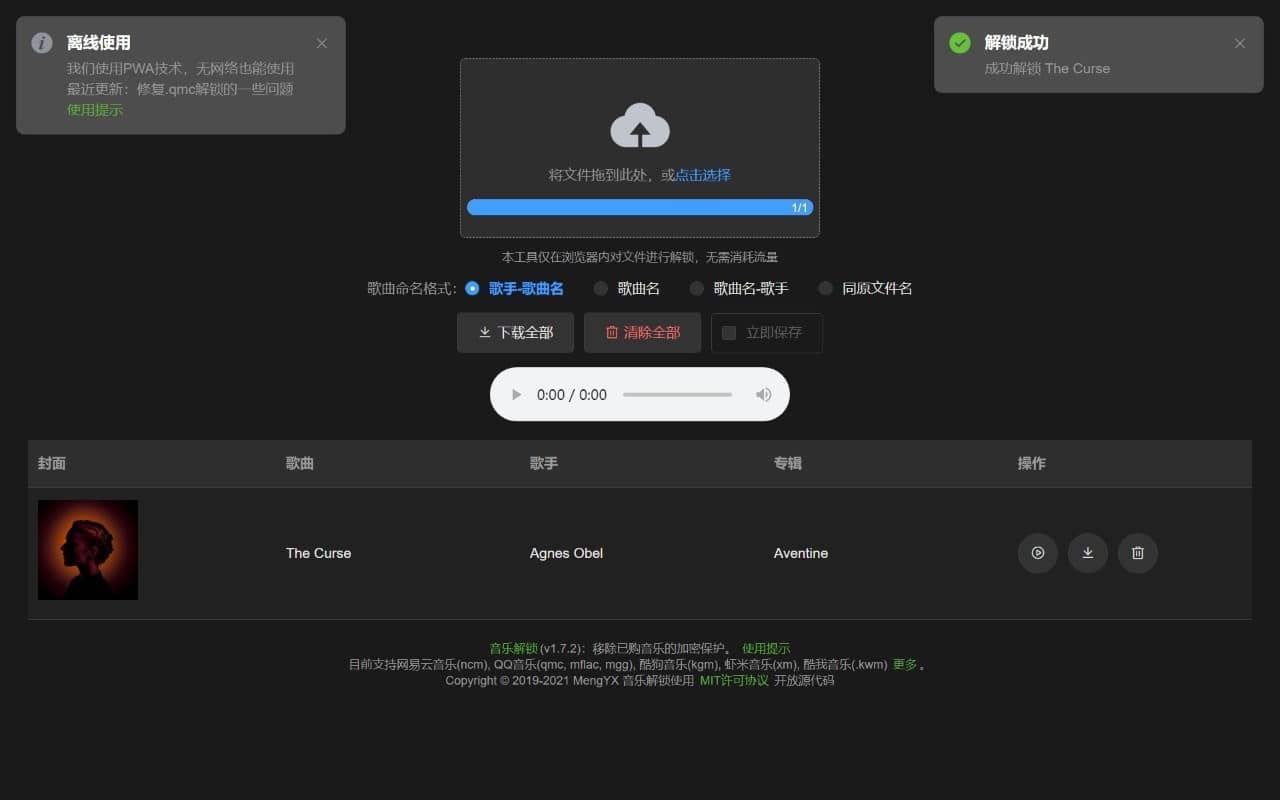 离线使用
我们使用PWA技术，无网络也能使用
最近更新：修复.qmc解锁的一些问题
使用提示
解锁成功
成功解锁 The Curse
将文件拖到此处，或点击选择
1/1
本工具仅在浏览器内对文件进行解锁，无需消耗流量
歌曲命名格式： 歌手-歌曲名 歌曲名 歌曲名-歌手 同原文件名
下载全部 清除全部 立即保存
0:00 / 0:00
封面 歌曲 歌手 专辑 操作
The Curse Agnes Obel Aventine
音乐解锁(v1.7.2)：移除已购音乐的加密保护。 使用提示
目前支持网易云音乐(ncm), QQ音乐(qmc, mflac, mgg), 酷狗音乐(kgm), 虾米音乐(xm), 酷我音乐(.kwm) 更多 。
Copyright © 2019-2021 MengYX 音乐解锁使用 MIT许可协议 开放源代码